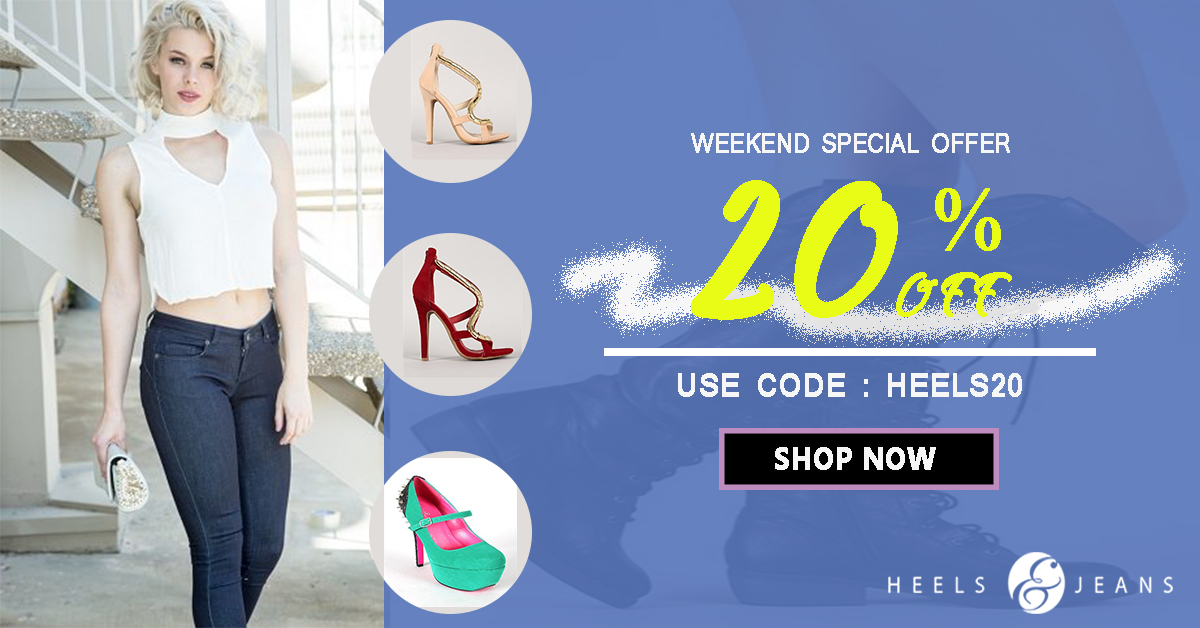 WEEKEND SPECIAL OFFER
20 %
OFF
USE CODE : HEELS20
SHOP NOW
HEELS & JEANS